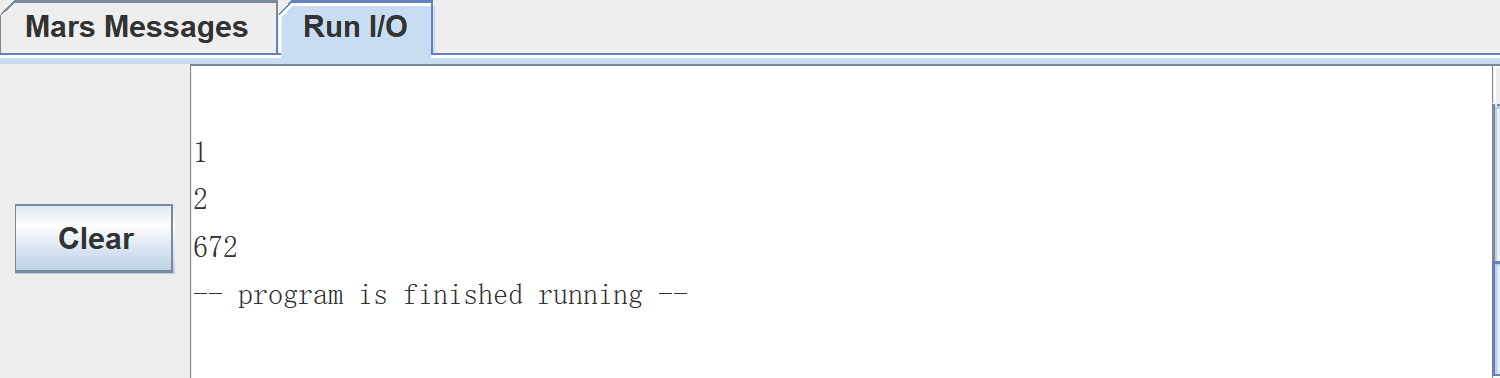 Mars Messages Run I/O
1
2
Clear
672
-- program is finished running --